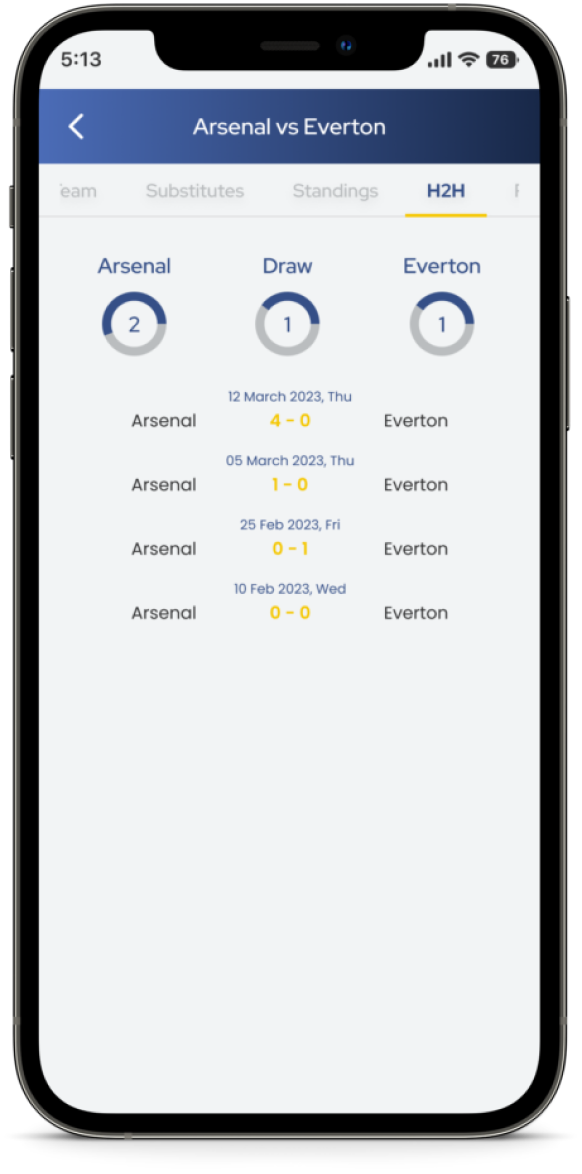 5:13
76
Arsenal vs Everton
eam Substitutes Standings H2H
Arsenal Draw Everton
2 1 1
12 March 2023, Thu
Arsenal 4 - 0 Everton
05 March 2023, Thu
Arsenal 1 - 0 Everton
25 Feb 2023, Fri
Arsenal 0 - 1 Everton
10 Feb 2023, Wed
Arsenal 0 - 0 Everton